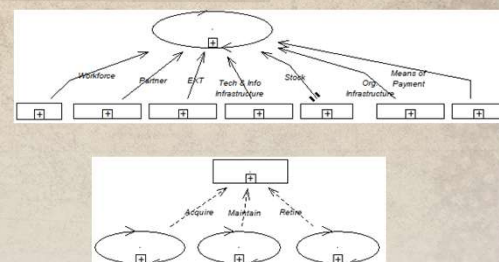 Workforce
Partner
EXT
Tech & Info
Infrastructure
Stock
Org.
Infrastructure
Means of
Payment
Acquire
Maintain
Retire